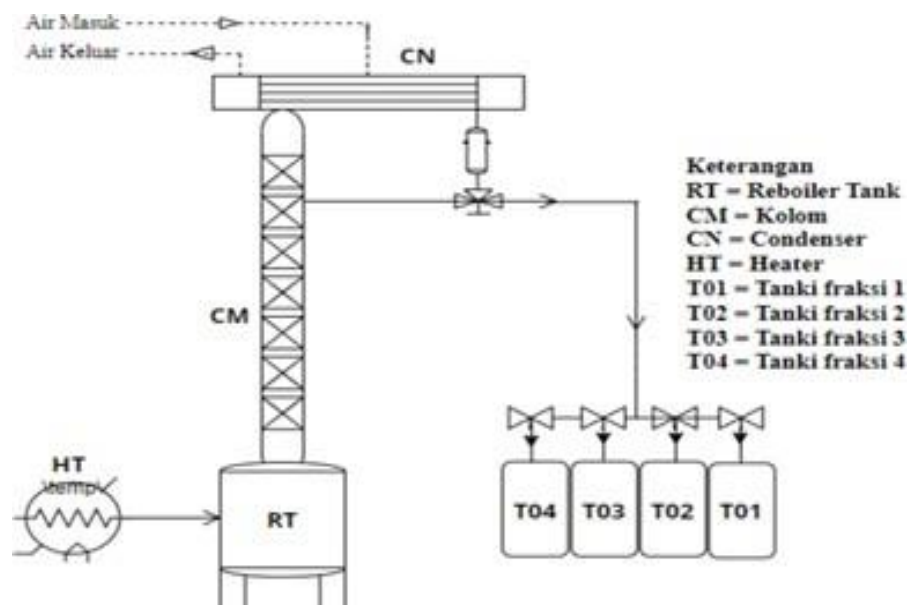 Air Masuk
Air Keluar
CN
Keterangan
RT = Reboiler Tank
CM = Kolom
CN = Condenser
HT = Heater
T01 = Tanki fraksi 1
T02 = Tanki fraksi 2
T03 = Tanki fraksi 3
T04 = Tanki fraksi 4
CM
HT
\temp\
RT
T04
T03
T02
T01